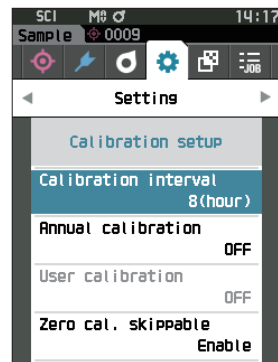 SCI M 14:17
Sample 0009
-JOB
Setting
Calibration setup
Calibration interval
8(hour)
Annual calibration
OFF
User calibration
OFF
Zero cal. skippable
Enable